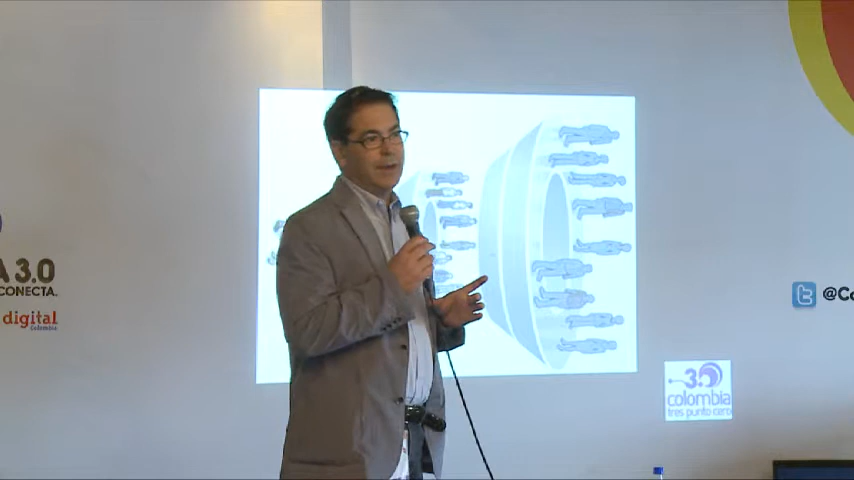 A 3.0
CONECTA.
digital
Colombia
@Co
3.0
colombia
tres punto cero